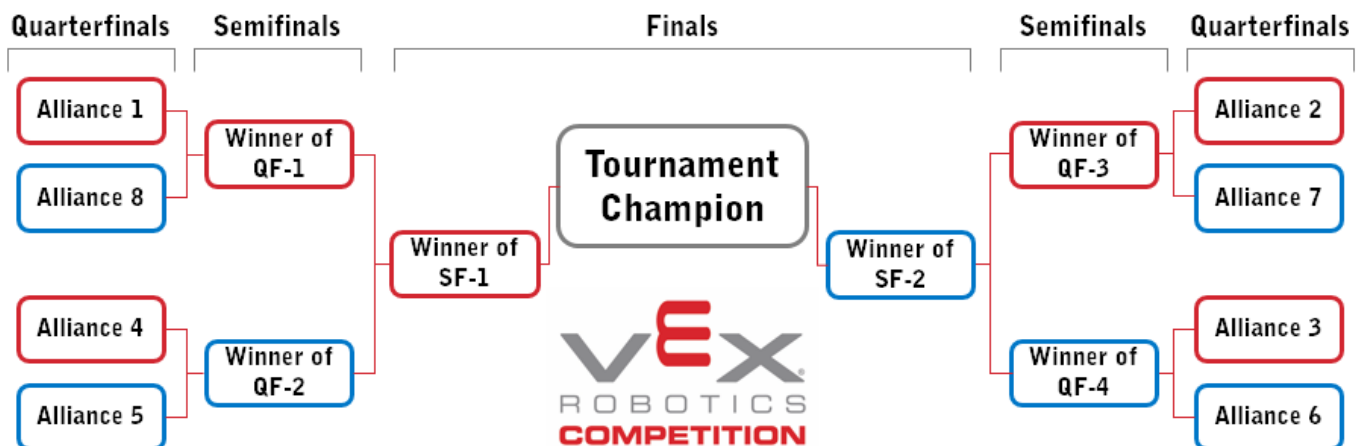 Quarterfinals
Semifinals
Finals
Semifinals
Quarterfinals
Alliance 1
Alliance 8
Alliance 4
Alliance 5
Winner of
QF-1
Winner of
QF-2
Winner of
SF-1
Tournament
Champion
Winner of
SF-2
Winner of
QF-3
Winner of
QF-4
Alliance 2
Alliance 7
Alliance 3
Alliance 6
VEX
ROBOTICS
COMPETITION